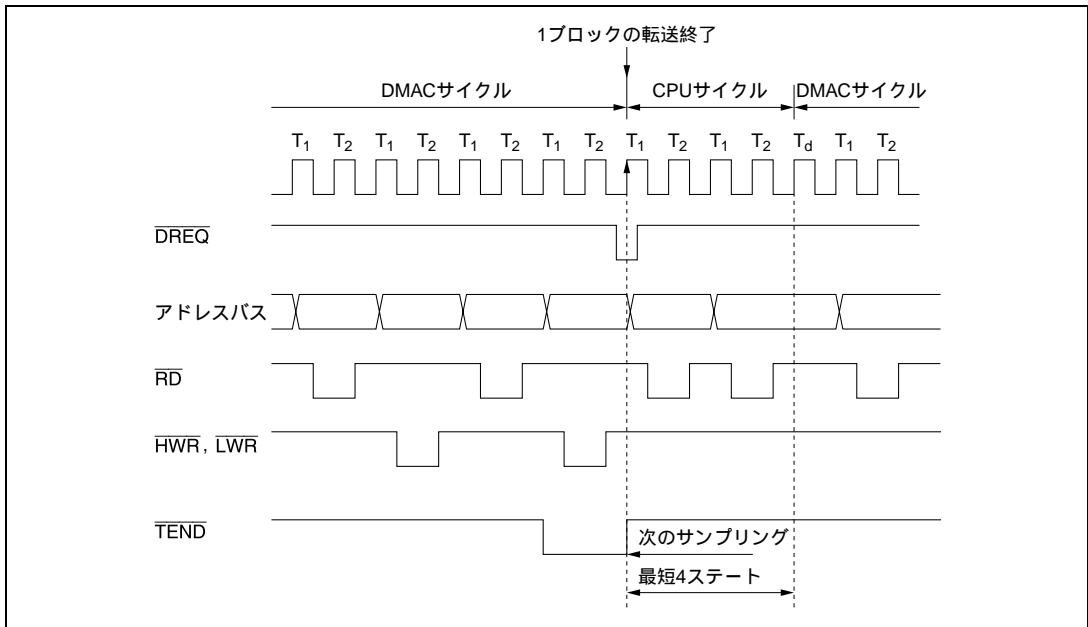 1ブロックの転送終了
DMACサイクル CPUサイクル DMACサイクル
T1 T2 T1 T2 T1 T2 T1 T2 T1 T2 T1 T2 Td T1 T2
DREQ
アドレスバス
RD
HWR, LWR
TEND
次のサンプリング
最短4ステート